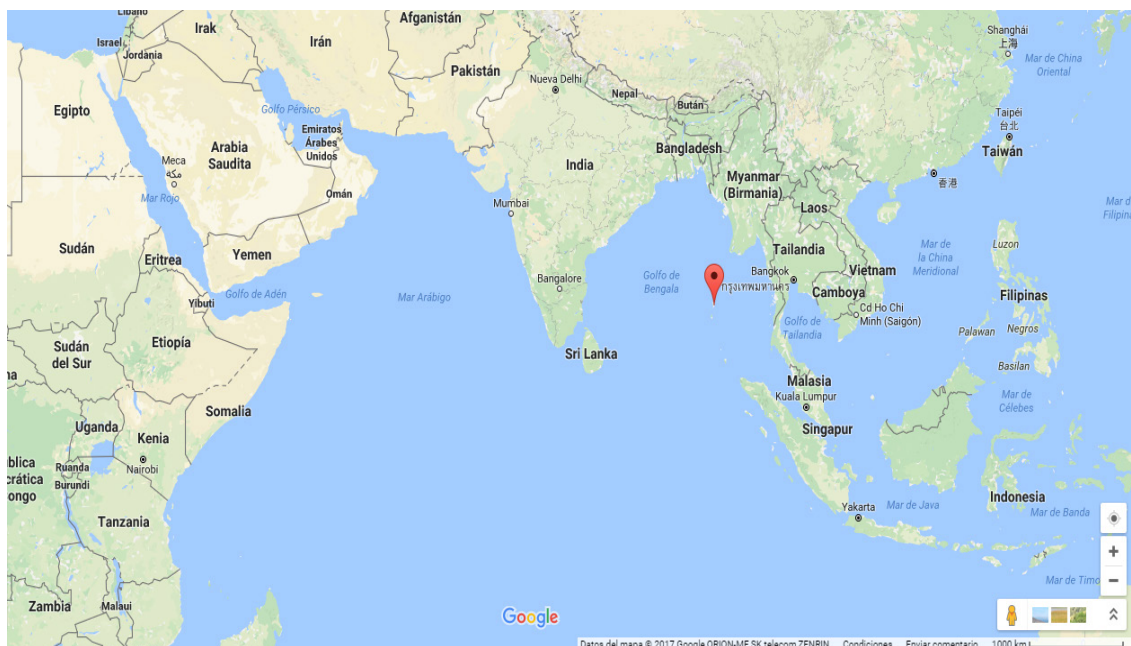 Líbano
Irak
Afganistán
Israel
Jordania
Irán
Pakistán
Shanghái
上海
Mar de China
Oriental
Nueva Delhi
Nepal
Bután
Egipto
Golfo Pérsico
Emiratos
Árabes
Unidos
Taipéi
台北
Taiwán
Arabia
Saudita
Meca
مكة
Bangladesh
India
Myanmar
(Birmania)
香港
Mar Rojo
Omán
Mumbai
Laos
Mar d
Filipina
Sudán
Eritrea
Yemen
Tailandia
Luzon
Mar de
la China
Meridional
Golfo de Adén
Mar Arábigo
Bangalore
Golfo de
Bengala
Bangkok
กรุงเทพมหานคร
Vietnam
Camboya
Filipinas
Yibuti
Cd Ho Chi
Minh (Saigón)
Golfo de
Tailandia
Palawan
Negros
Sudán
del Sur
Etiopía
Sri Lanka
Basilan
na
Malasia
Kuala Lumpur
Mar de
Célebes
Somalia
Uganda
Kenia
Singapur
ública
crática
ongo
Ruanda
Burundi
Nairobi
Indonesia
Yakarta
Mar de Java
Mar de Banda
Tanzania
Mar de Timo
Zambia
Malaui
Google
Datos del mapa © 2017 Google, ORION-ME, SK telecom, ZENRIN
Condiciones
Enviar comentario
1000 km